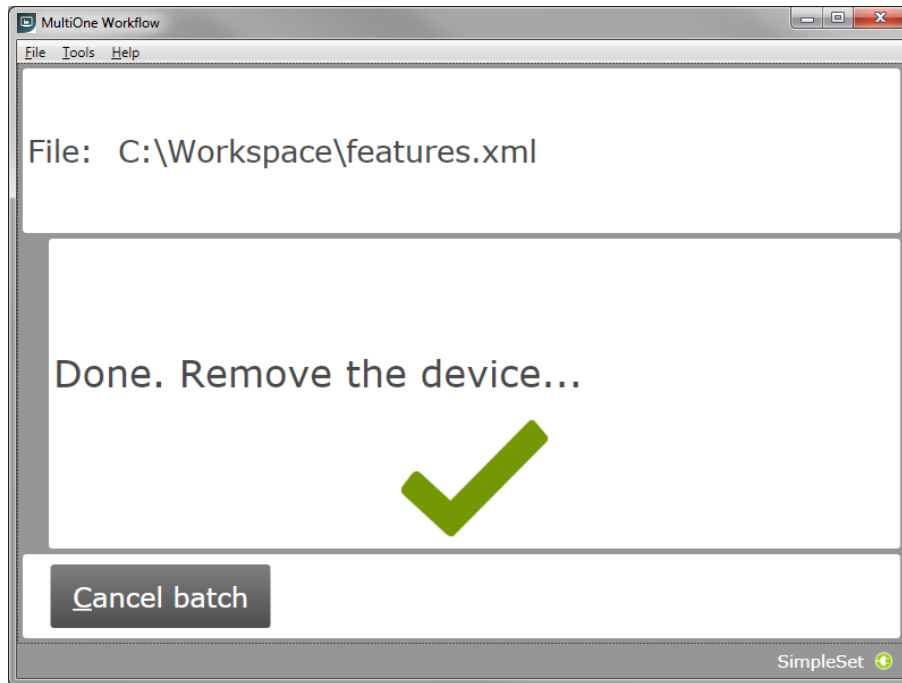 MultiOne Workflow
File Tools Help
File: C:\Workspace\features.xml
Done. Remove the device...
Cancel batch
SimpleSet